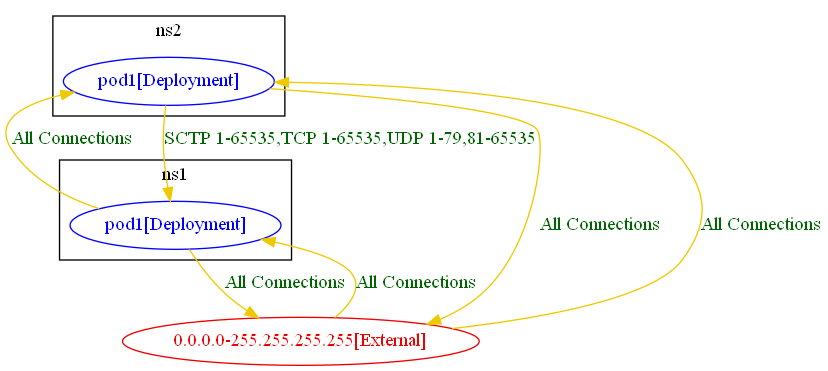 ns2
pod1[Deployment]
All Connections
SCTP 1-65535,TCP 1-65535,UDP 1-79,81-65535
ns1
pod1[Deployment]
All Connections
All Connections
All Connections
All Connections
0.0.0.0-255.255.255.255[External]